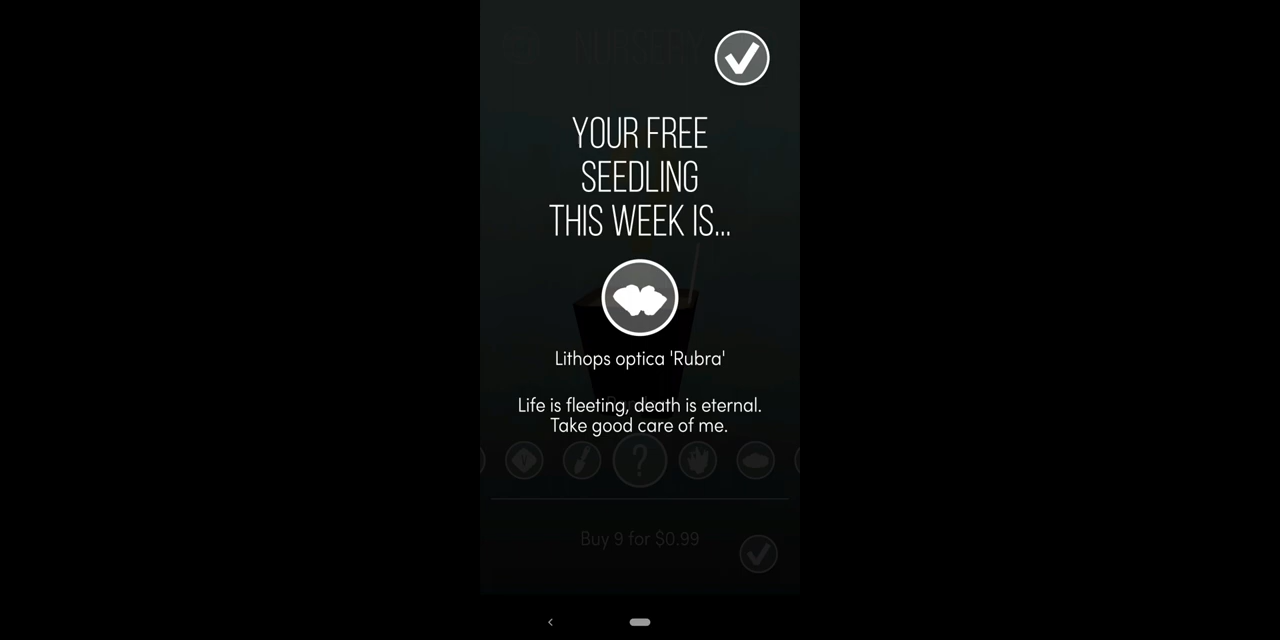 NURSERY
YOUR FREE
SEEDLING
THIS WEEK IS...
Lithops optica 'Rubra'
Life is fleeting, death is eternal.
Take good care of me.
?
Buy 9 for $0.99